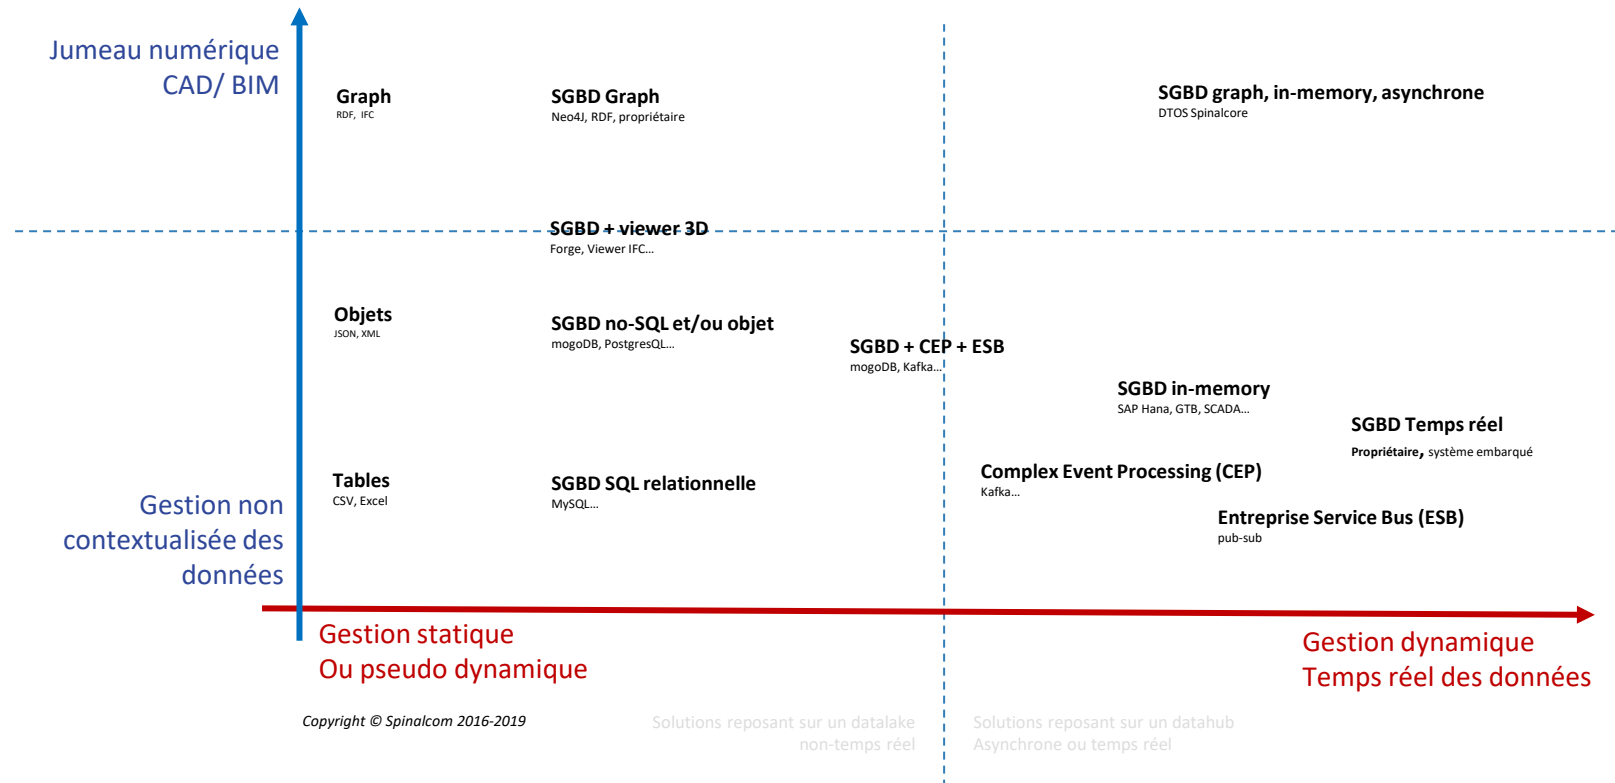 Jumeau numérique
CAD/ BIM
Graph
RDF, IFC
SGBD Graph
Neo4J, RDF, propriétaire
SGBD graph, in-memory, asynchrone
DTOS Spinalcore
SGBD + viewer 3D
Forge, Viewer IFC...
Objets
JSON, XML
SGBD no-SQL et/ou objet
mogoDB, PostgresQL...
SGBD + CEP + ESB
mogoDB, Kafka...
SGBD in-memory
SAP Hana, GTB, SCADA...
SGBD Temps réel
Propriétaire, système embarqué
Tables
CSV, Excel
SGBD SQL relationnelle
MySQL...
Complex Event Processing (CEP)
Kafka...
Entreprise Service Bus (ESB)
pub-sub
Gestion non
contextualisée des
données
Gestion statique
Ou pseudo dynamique
Gestion dynamique
Temps réel des données
Copyright © Spinalcom 2016-2019
Solutions reposant sur un datalake
non-temps réel
Solutions reposant sur un datahub
Asynchrone ou temps réel